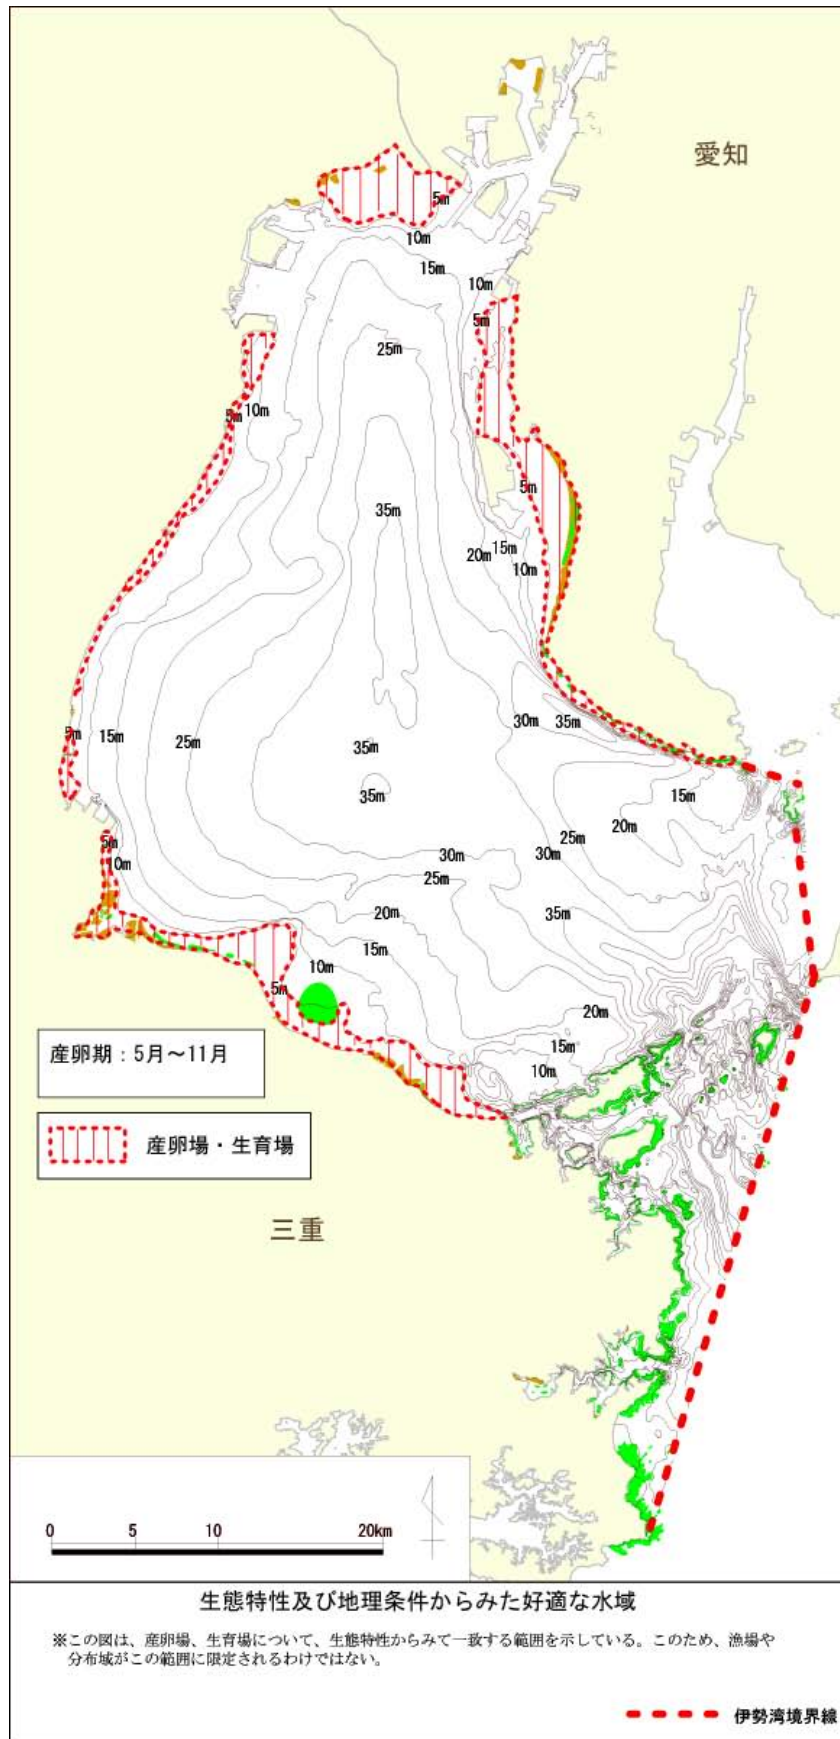 愛知
5m
10m
15m
10m
5m
25m
10m
5m
35m
5m
15m
20m
10m
30m
35m
5m
15m
25m
35m
15m
35m
20m
25m
5m
30m
30m
10m
25m
20m
35m
15m
10m
5m
20m
15m
10m
産卵期:5月~11月
産卵場・生育場
三重
0 5 10 20km
生態特性及び地理条件からみた好適な水域
※この図は、産卵場、生育場について、生態特性からみて一致する範囲を示している。このため、漁場や
分布域がこの範囲に限定されるわけではない。
伊勢湾境界線